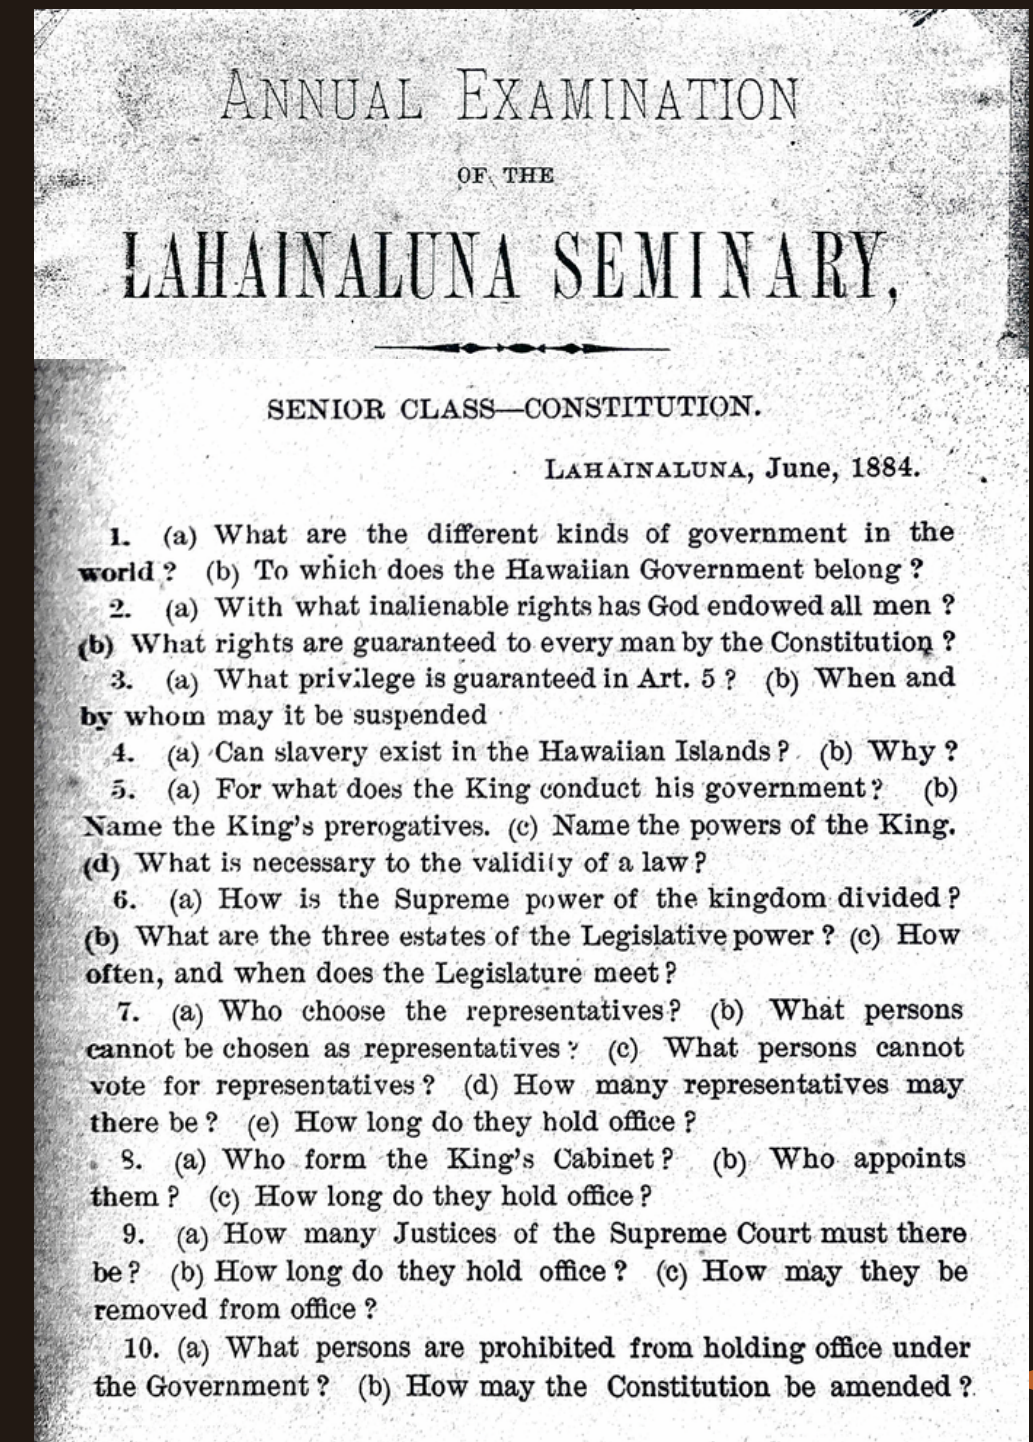 ANNUAL EXAMINATION
OF THE
LAHAINALUNA SEMINARY,
SENIOR CLASS—CONSTITUTION.
LAHAINALUNA, June, 1884.
1. (a) What are the different kinds of government in the
world ? (b) To which does the Hawaiian Government belong ?
2. (a) With what inalienable rights has God endowed all men ?
(b) What rights are guaranteed to every man by the Constitution ?
3. (a) What privilege is guaranteed in Art. 5 ? (b) When and
by whom may it be suspended
4. (a) Can slavery exist in the Hawaiian Islands ? (b) Why ?
5. (a) For what does the King conduct his government ? (b)
Name the King's prerogatives. (c) Name the powers of the King.
(d) What is necessary to the validity of a law ?
6. (a) How is the Supreme power of the kingdom divided ?
(b) What are the three estates of the Legislative power ? (c) How
often, and when does the Legislature meet ?
7. (a) Who choose the representatives ? (b) What persons
cannot be chosen as representatives ? (c) What persons cannot
vote for representatives ? (d) How many representatives may
there be ? (e) How long do they hold office ?
8. (a) Who form the King's Cabinet ? (b) Who appoints
them ? (c) How long do they hold office ?
9. (a) How many Justices of the Supreme Court must there
be ? (b) How long do they hold office ? (c) How may they be
removed from office ?
10. (a) What persons are prohibited from holding office under
the Government ? (b) How may the Constitution be amended ?